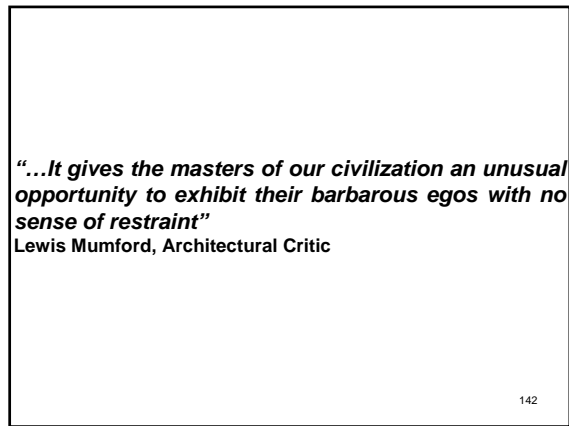 “…It gives the masters of our civilization an unusual
opportunity to exhibit their barbarous egos with no
sense of restraint”
Lewis Mumford, Architectural Critic
142